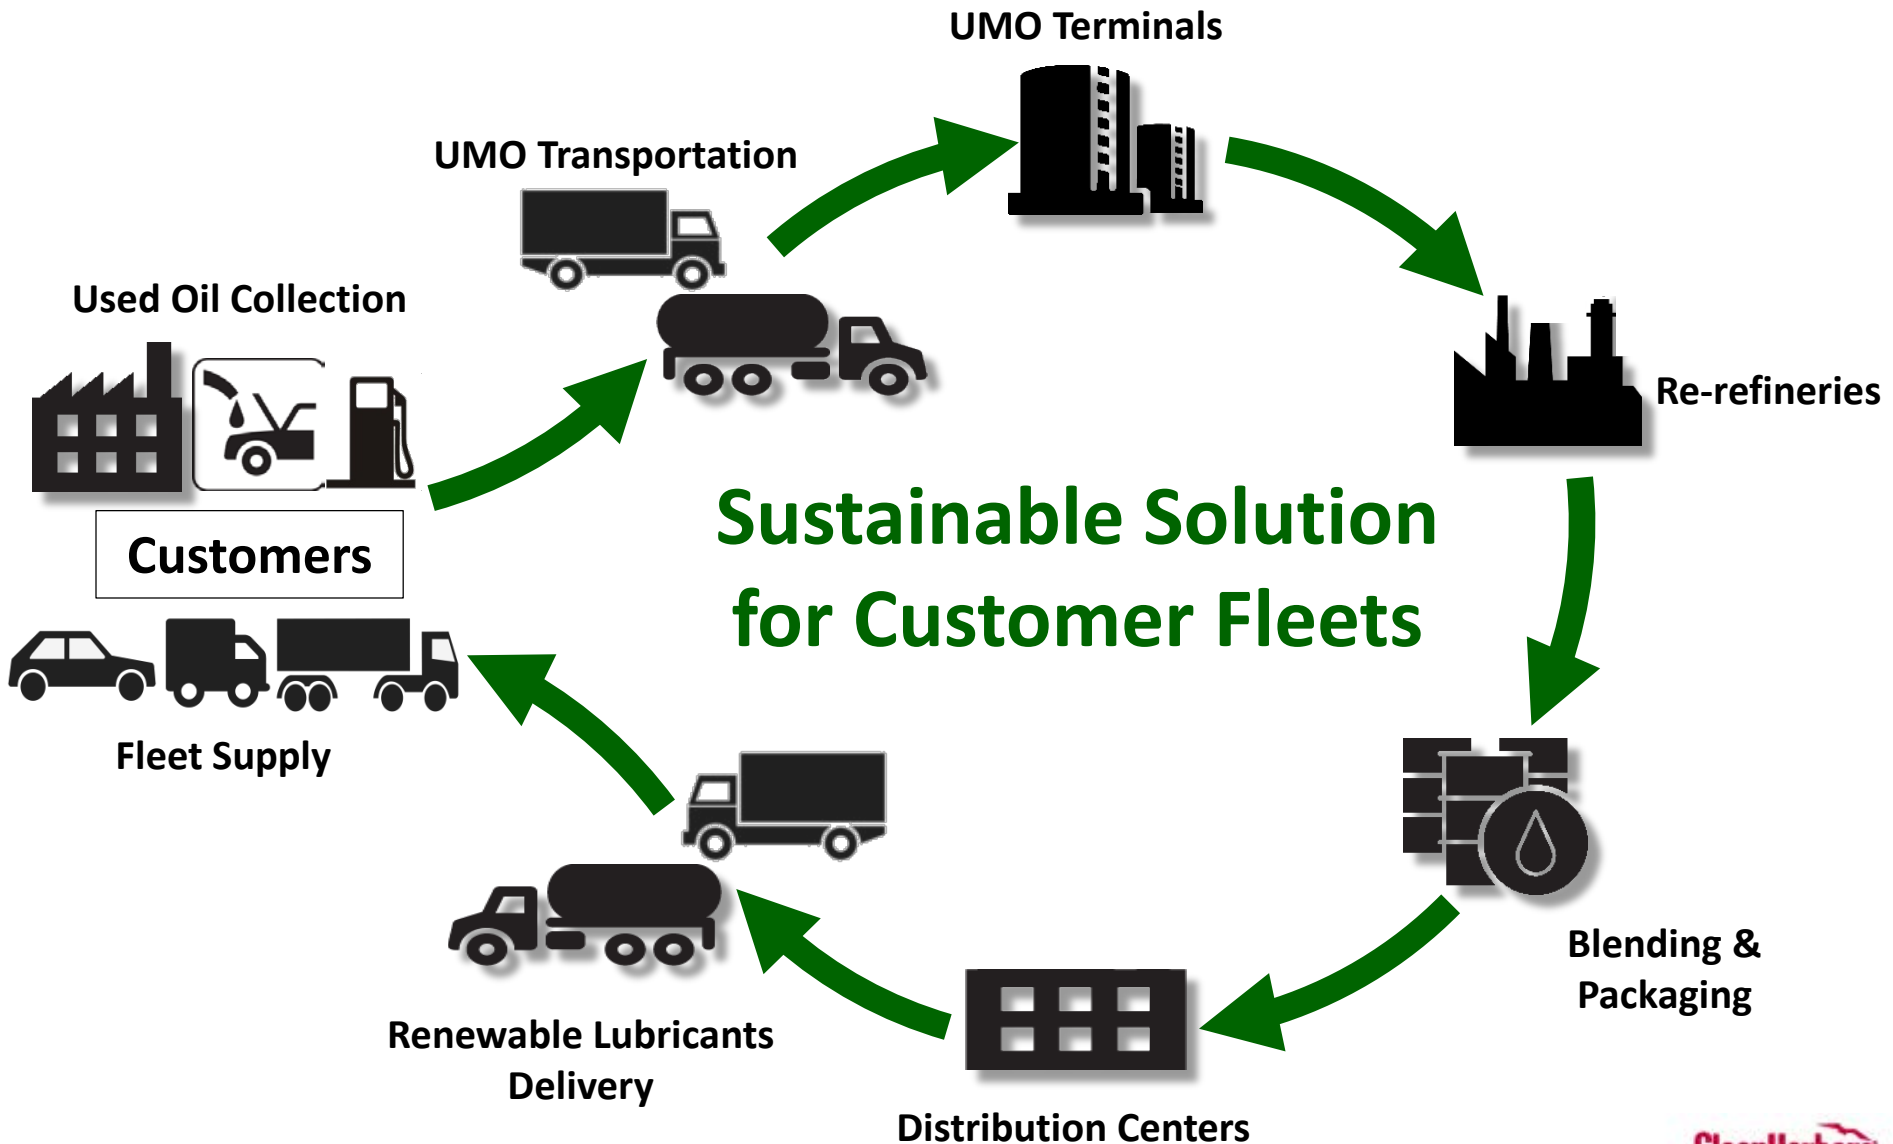 UMO Terminals
UMO Transportation
Used Oil Collection
Re-refineries
Sustainable Solution
for Customer Fleets
Customers
Fleet Supply
Blending &
Packaging
Renewable Lubricants
Delivery
Distribution Centers